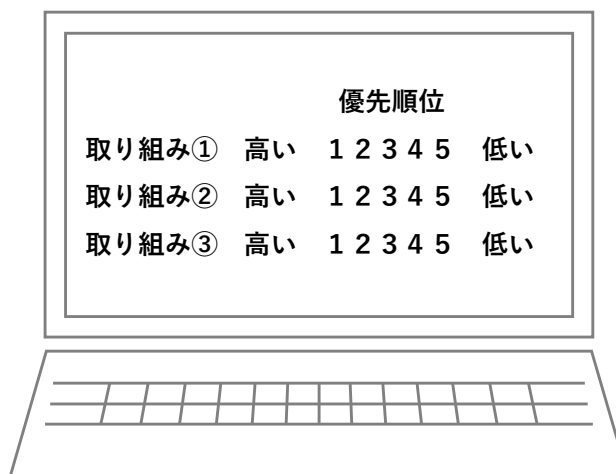 優先順位
取り組み① 高い 1 2 3 4 5 低い
取り組み② 高い 1 2 3 4 5 低い
取り組み③ 高い 1 2 3 4 5 低い